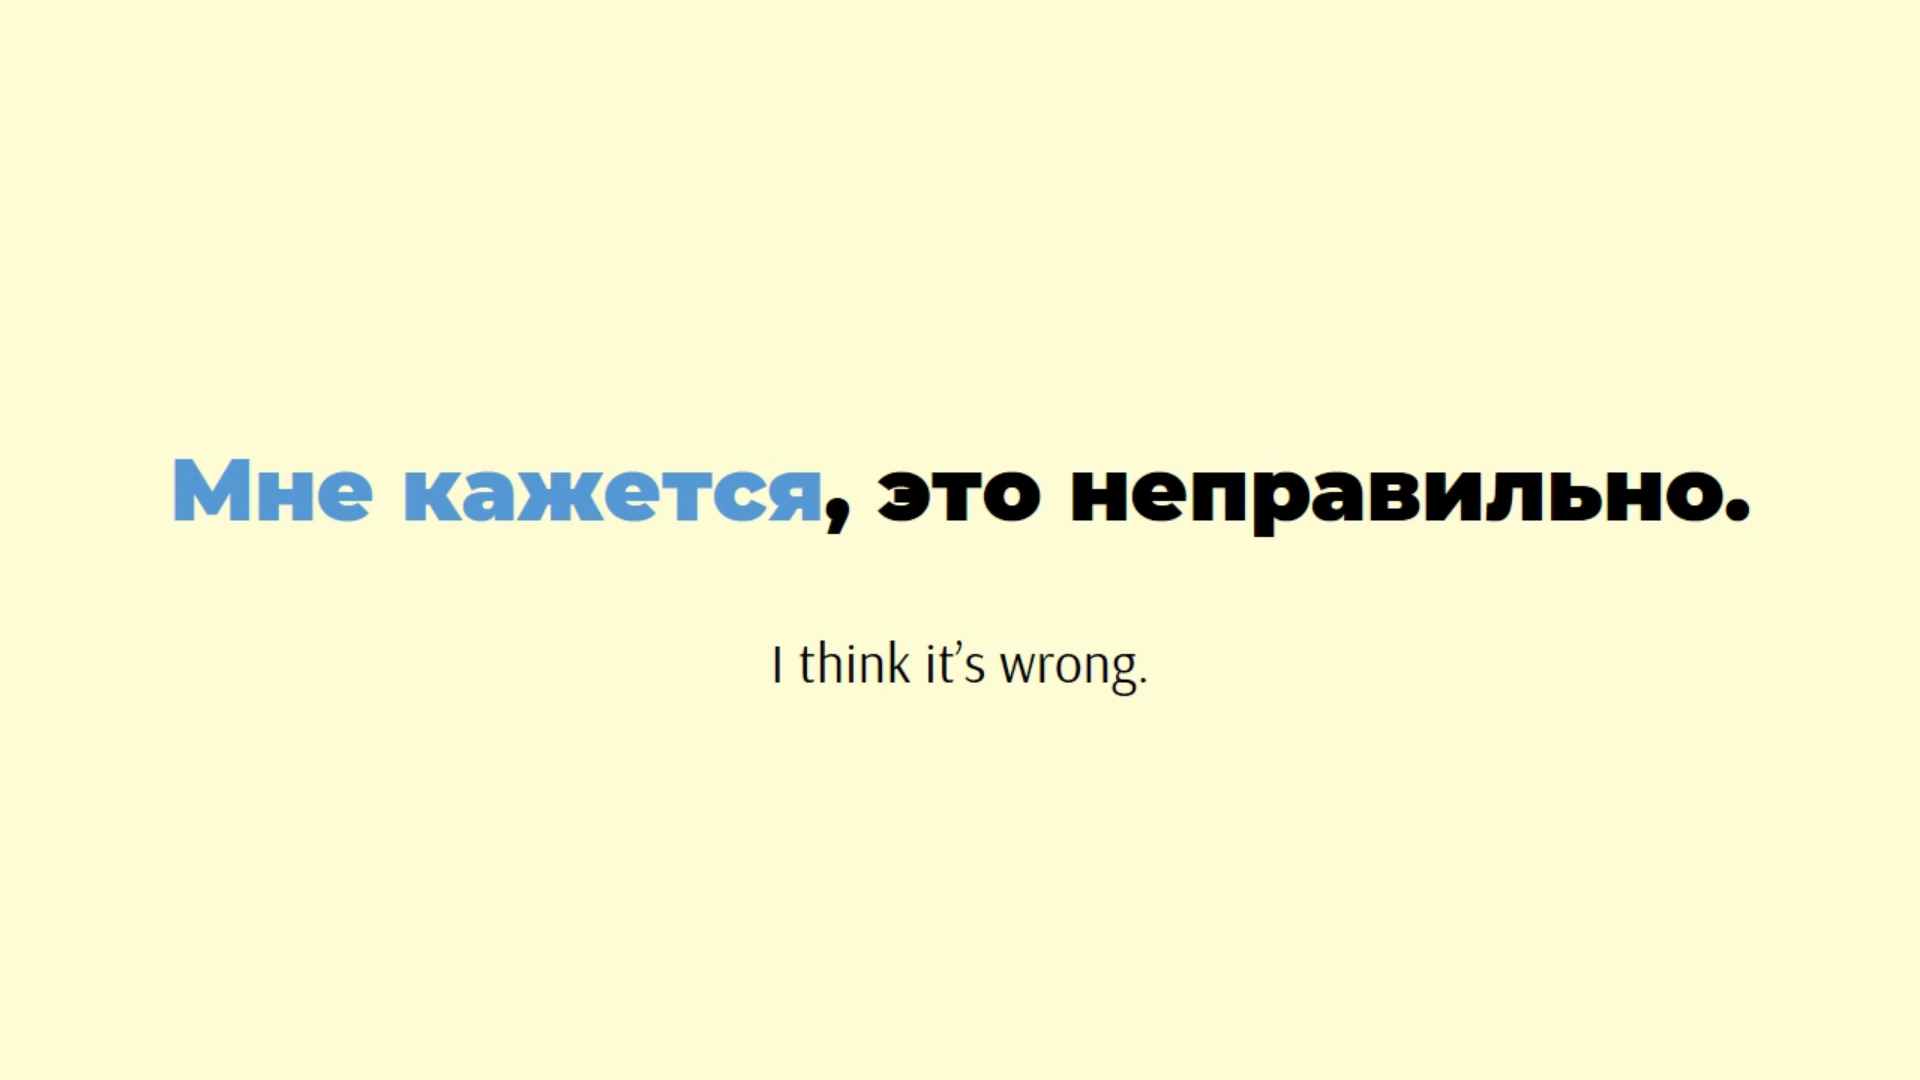 Мне кажется, это неправильно.
I think it’s wrong.